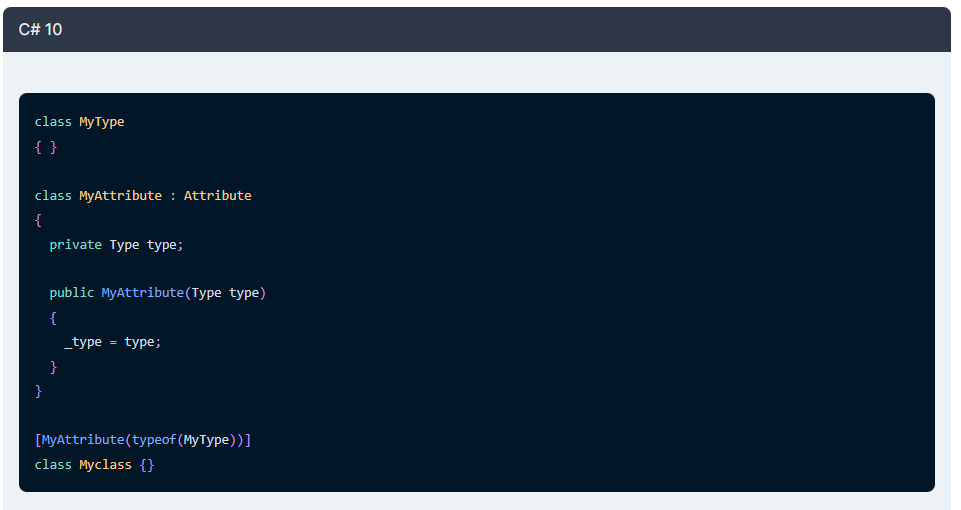 C# 10
class MyType
{ }
class MyAttribute : Attribute
{
private Type type;
public MyAttribute(Type type)
{
_type = type;
}
}
[MyAttribute(typeof(MyType))]
class Myclass {}